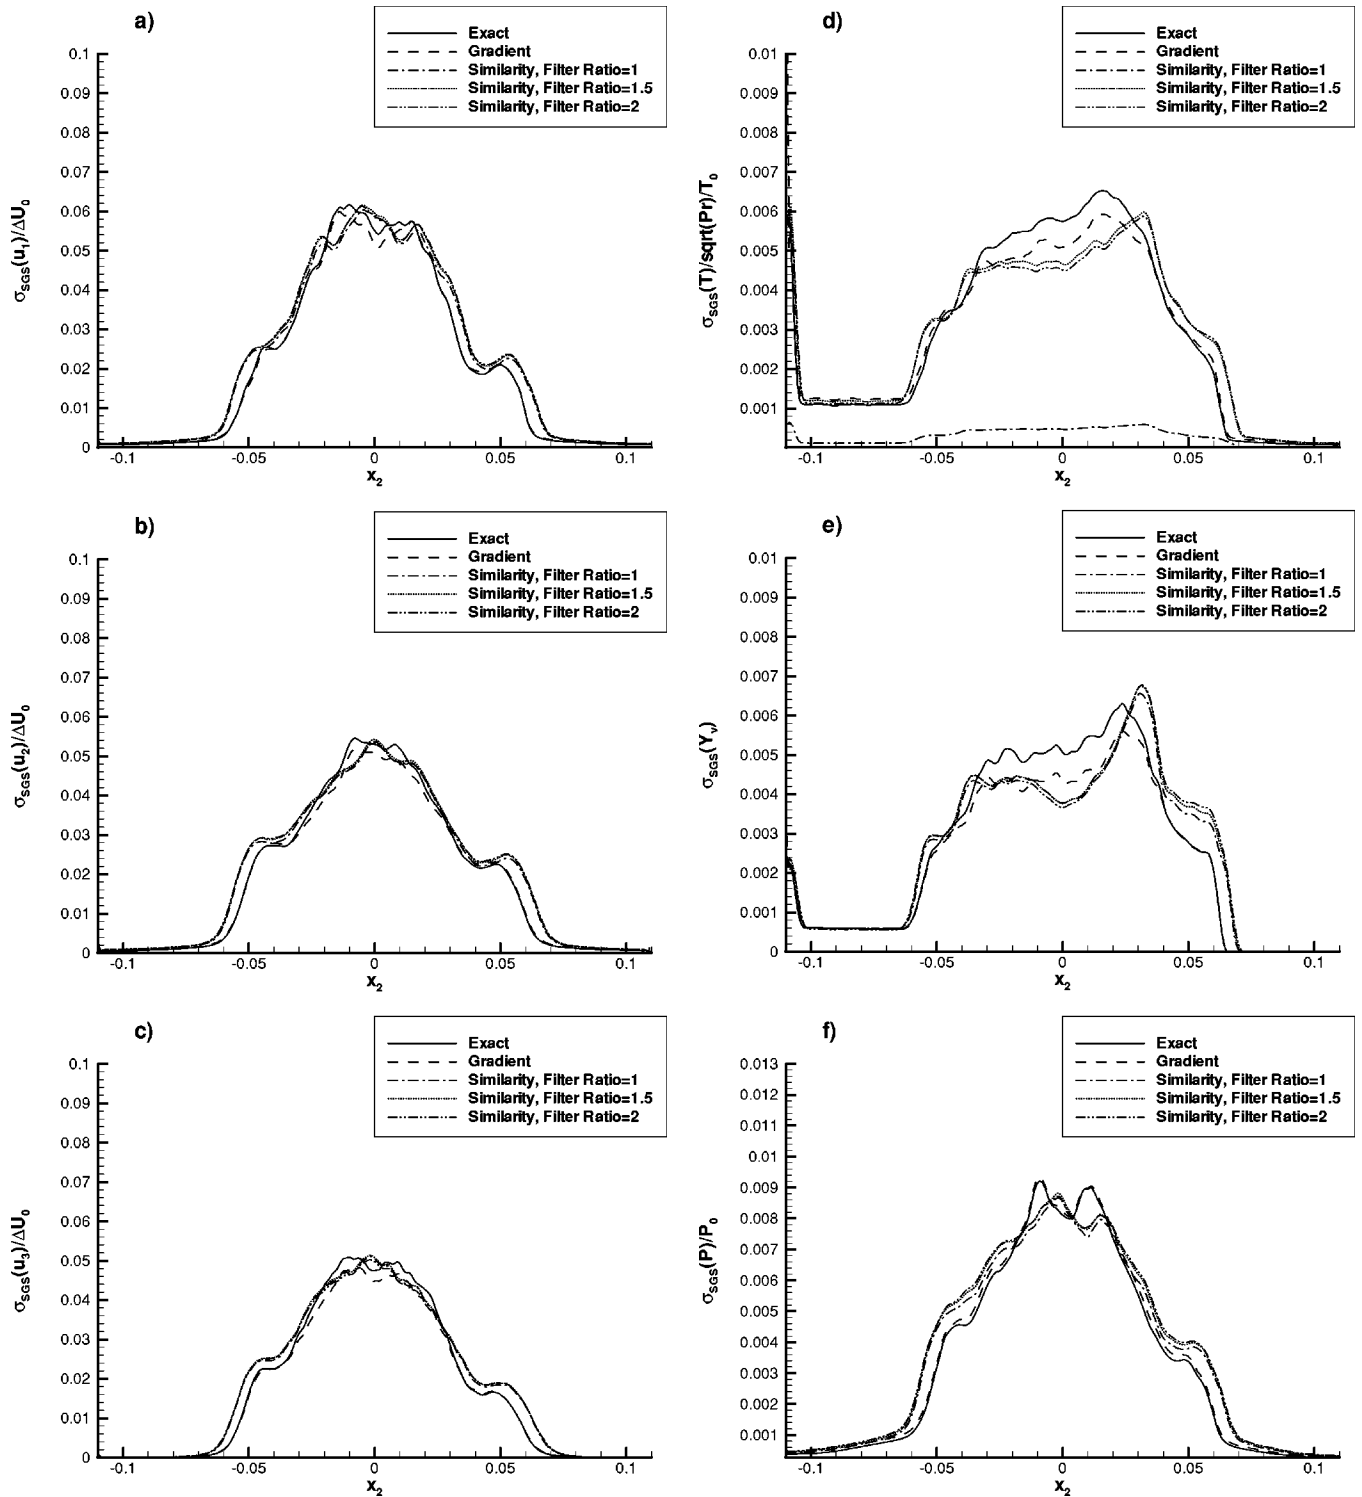 a)
Exact
Gradient
Similarity, Filter Ratio=1
Similarity, Filter Ratio=1.5
Similarity, Filter Ratio=2
0.1
0.09
0.08
0.07
0.06
0.05
0.04
0.03
0.02
0.01
0
σSGS(u1)/ΔU0
-0.1
-0.05
0
0.05
0.1
x2
d)
Exact
Gradient
Similarity, Filter Ratio=1
Similarity, Filter Ratio=1.5
Similarity, Filter Ratio=2
0.01
0.009
0.008
0.007
0.006
0.005
0.004
0.003
0.002
0.001
σSGS(T)/sqrt(Pr)/T0
-0.1
-0.05
0
0.05
0.1
x2
b)
Exact
Gradient
Similarity, Filter Ratio=1
Similarity, Filter Ratio=1.5
Similarity, Filter Ratio=2
0.1
0.09
0.08
0.07
0.06
0.05
0.04
0.03
0.02
0.01
0
σSGS(u2)/ΔU0
-0.1
-0.05
0
0.05
0.1
x2
e)
Exact
Gradient
Similarity, Filter Ratio=1
Similarity, Filter Ratio=1.5
Similarity, Filter Ratio=2
0.01
0.009
0.008
0.007
0.006
0.005
0.004
0.003
0.002
0.001
0
σSGS(Yv)
-0.1
-0.05
0
0.05
0.1
x2
c)
Exact
Gradient
Similarity, Filter Ratio=1
Similarity, Filter Ratio=1.5
Similarity, Filter Ratio=2
0.1
0.09
0.08
0.07
0.06
0.05
0.04
0.03
0.02
0.01
0
σSGS(u3)/ΔU0
-0.1
-0.05
0
0.05
0.1
x2
f)
Exact
Gradient
Similarity, Filter Ratio=1
Similarity, Filter Ratio=1.5
Similarity, Filter Ratio=2
0.013
0.012
0.011
0.01
0.009
0.008
0.007
0.006
0.005
0.004
0.003
0.002
0.001
σSGS(P)/P0
-0.1
-0.05
0
0.05
0.1
x2